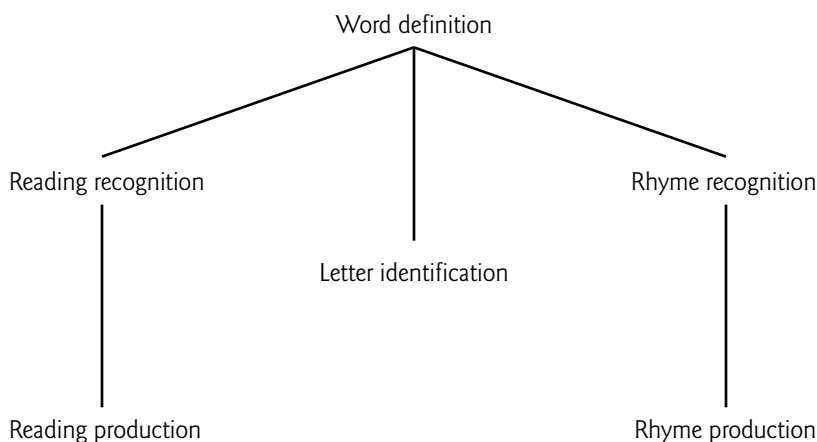 Word definition
Reading recognition
Rhyme recognition
Letter identification
Reading production
Rhyme production